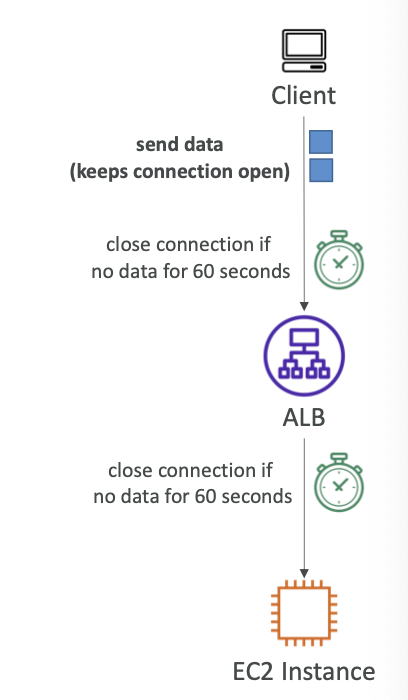 Client
send data
(keeps connection open)
close connection if
no data for 60 seconds
ALB
close connection if
no data for 60 seconds
EC2 Instance